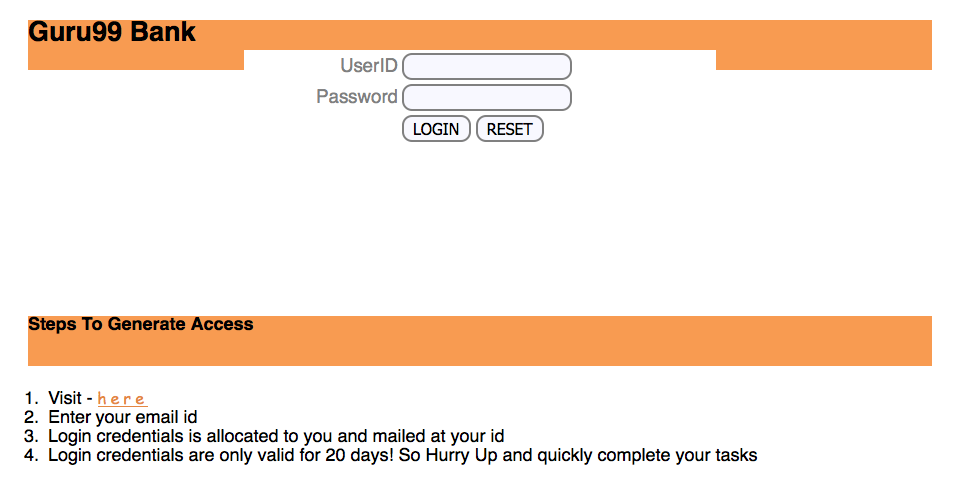 Guru99 Bank
UserID
Password
LOGIN RESET
Steps To Generate Access
1. Visit - here
2. Enter your email id
3. Login credentials is allocated to you and mailed at your id
4. Login credentials are only valid for 20 days! So Hurry Up and quickly complete your tasks